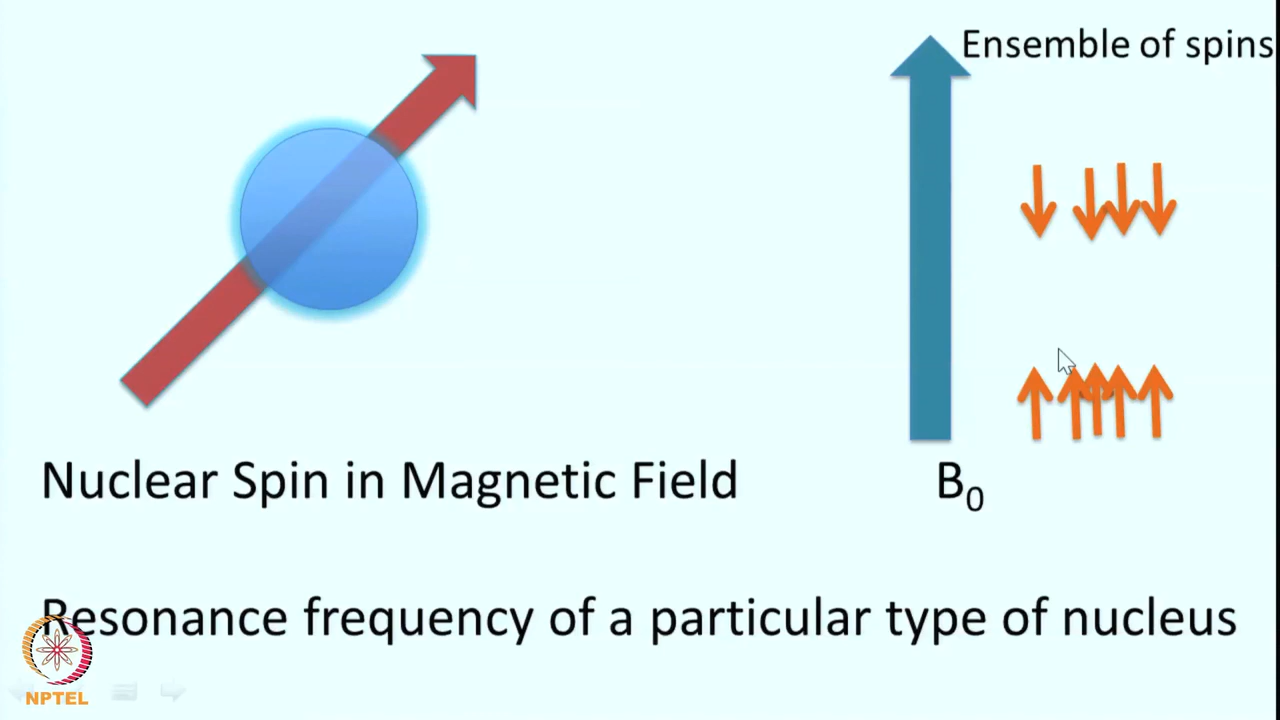 Ensemble of spins
Nuclear Spin in Magnetic Field
B₀
Resonance frequency of a particular type of nucleus
NPTEL